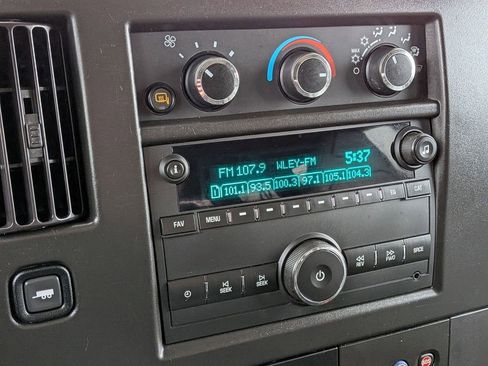 MAX
FM 107.9 WLEY-FM 5:37
1 101.1 93.5 100.3 97.1 105.1 104.3
FAV MENU CAT
SEEK SEEK REV FWD SRCE